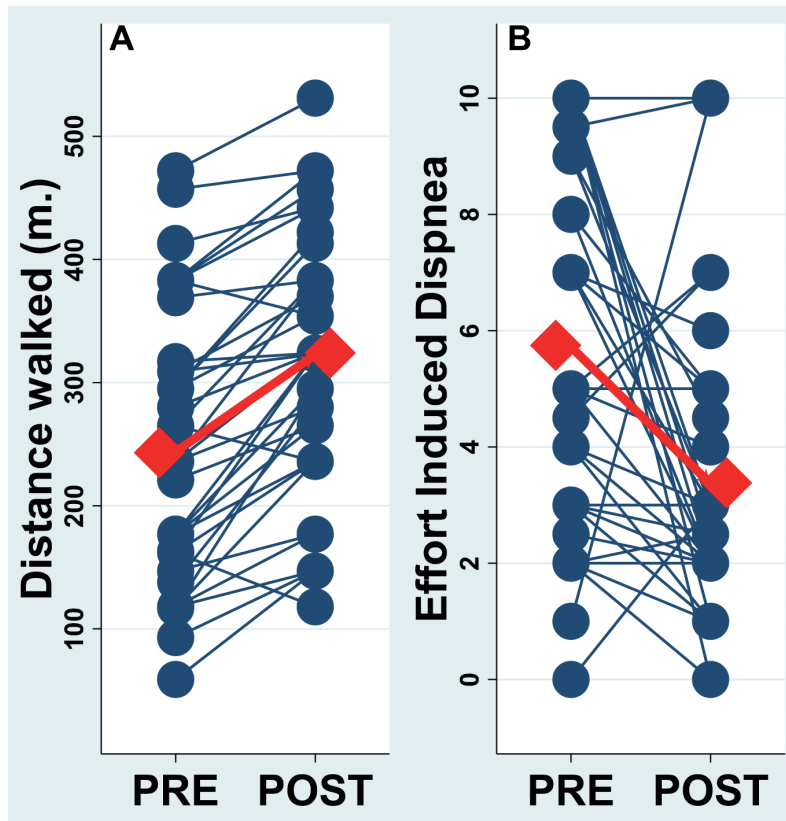 A
Distance walked (m.)
500
400
300
200
100
PRE POST
B
Effort Induced Dispnea
10
8
6
4
2
0
PRE POST